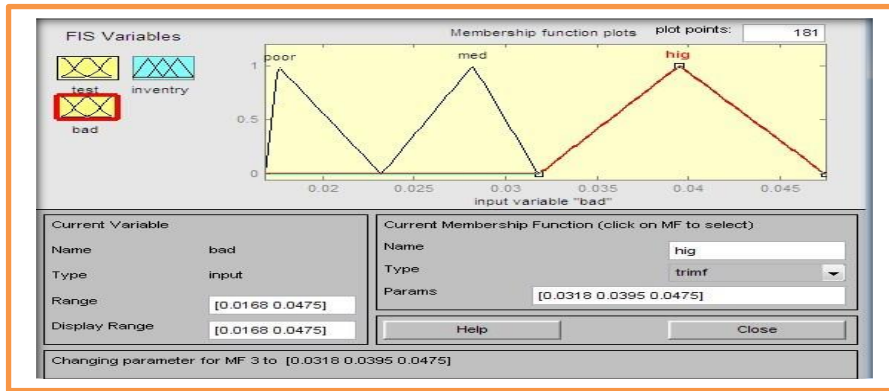 FIS Variables
Membership function plots
plot points:
181
test
inventry
bad
poor
med
hig
1
0.5
0
0.02
0.025
0.03
0.035
0.04
0.045
input variable "bad"
Current Variable
Name
bad
Type
input
Range
[0.0168 0.0475]
Display Range
[0.0168 0.0475]
Current Membership Function (click on MF to select)
Name
hig
Type
trimf
Params
[0.0318 0.0395 0.0475]
Help
Close
Changing parameter for MF 3 to [0.0318 0.0395 0.0475]